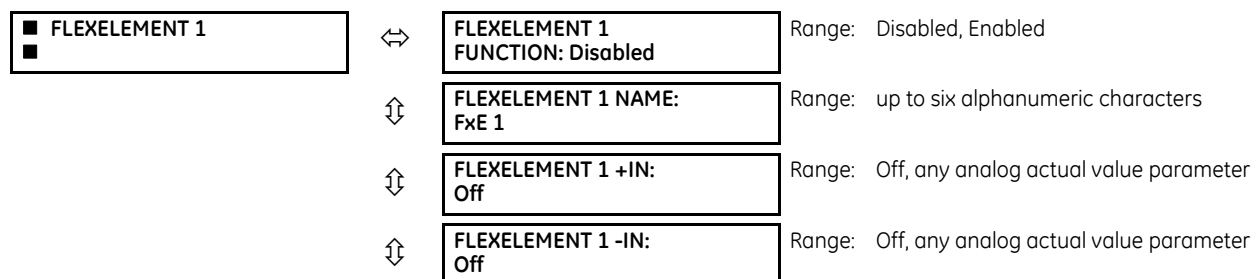 ■ FLEXELEMENT 1
■
FLEXELEMENT 1
FUNCTION: Disabled
Range: Disabled, Enabled
FLEXELEMENT 1 NAME:
FxE 1
Range: up to six alphanumeric characters
FLEXELEMENT 1 +IN:
Off
Range: Off, any analog actual value parameter
FLEXELEMENT 1 -IN:
Off
Range: Off, any analog actual value parameter